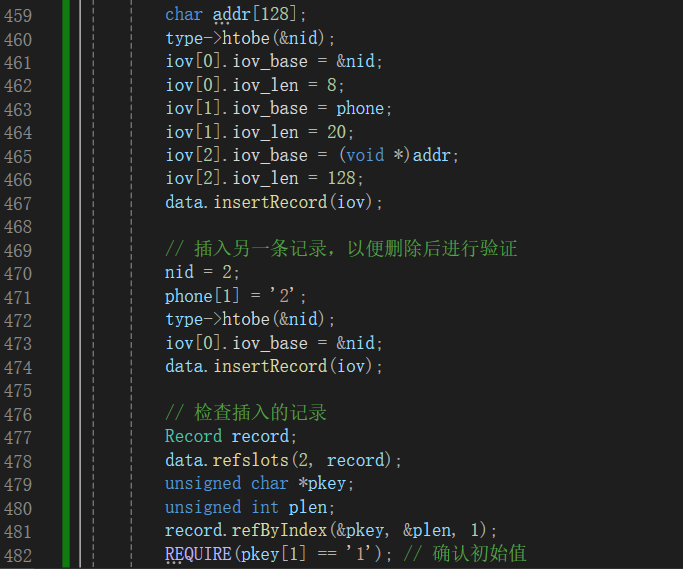 459 char addr[128];
460 type->htobe(&nid);
461 iov[0].iov_base = &nid;
462 iov[0].iov_len = 8;
463 iov[1].iov_base = phone;
464 iov[1].iov_len = 20;
465 iov[2].iov_base = (void *)addr;
466 iov[2].iov_len = 128;
467 data.insertRecord(iov);
468
469 // 插入另一条记录，以便删除后进行验证
470 nid = 2;
471 phone[1] = '2';
472 type->htobe(&nid);
473 iov[0].iov_base = &nid;
474 data.insertRecord(iov);
475
476 // 检查插入的记录
477 Record record;
478 data.refslots(2, record);
479 unsigned char *pkey;
480 unsigned int plen;
481 record.refByIndex(&pkey, &plen, 1);
482 REQUIRE(pkey[1] == '1'); // 确认初始值